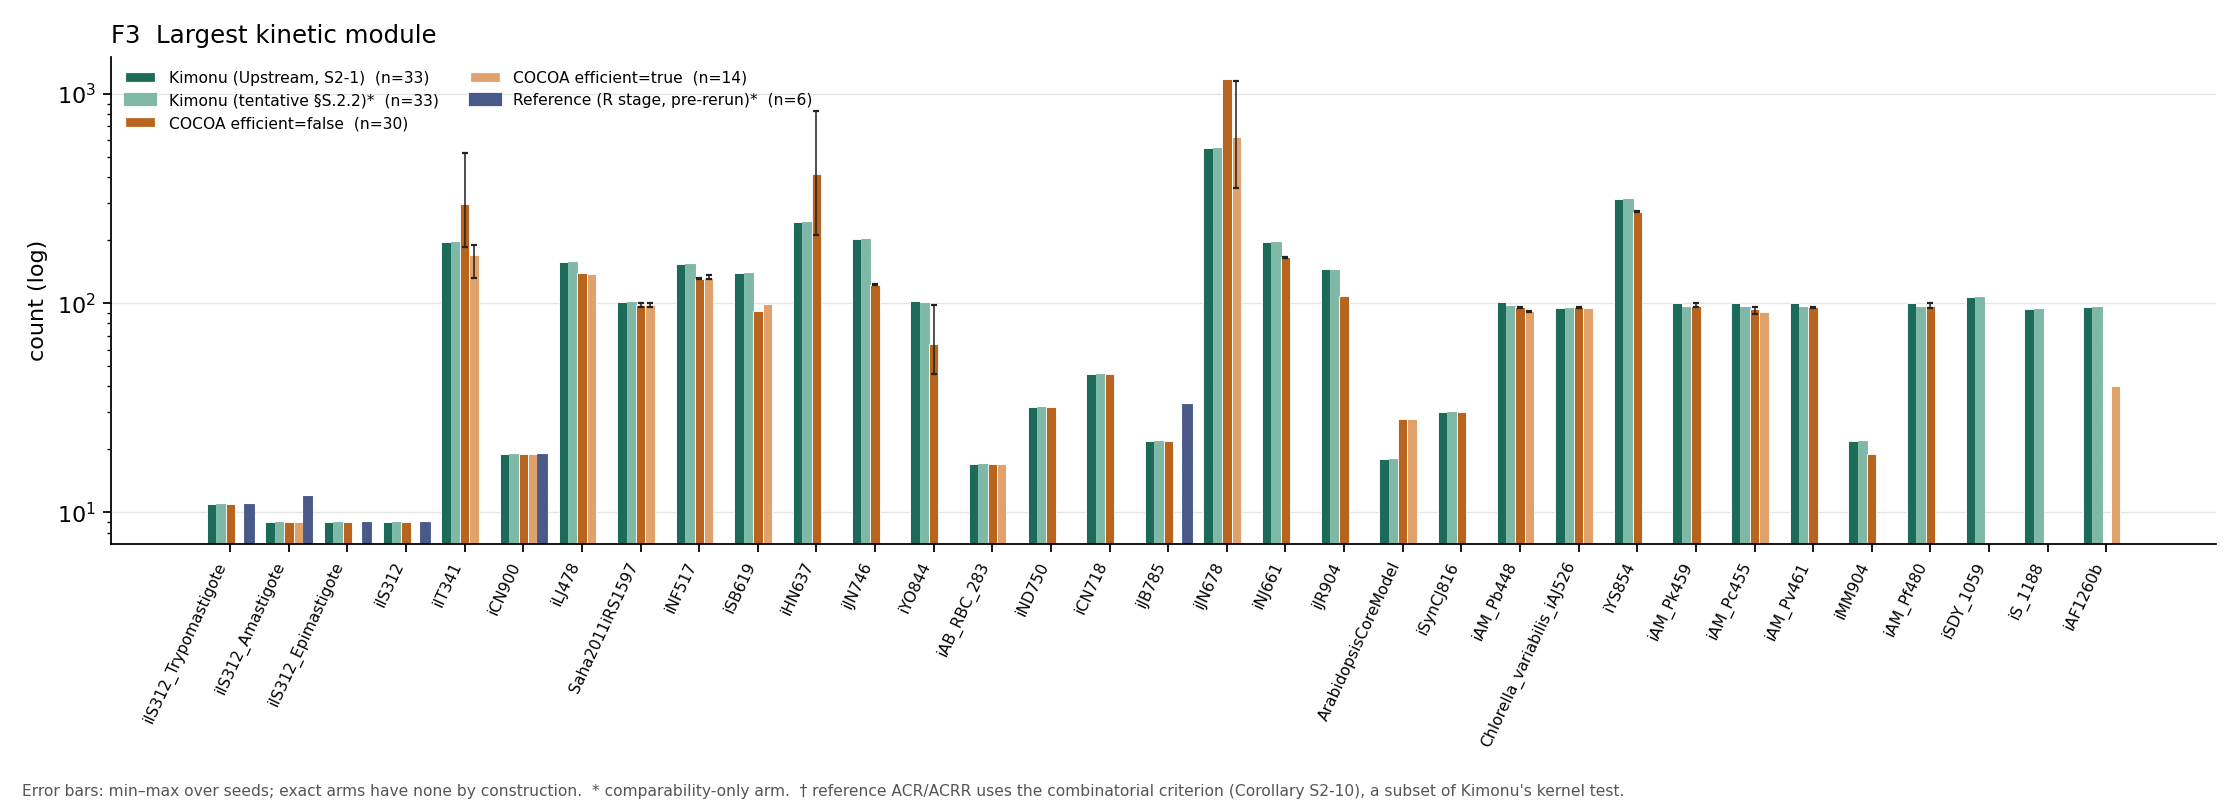 F3  Largest kinetic module
Kimonu (Upstream, S2-1)  (n=33)
Kimonu (tentative §S.2.2)*  (n=33)
COCOA efficient=false  (n=30)
COCOA efficient=true  (n=14)
Reference (R stage, pre-rerun)*  (n=6)
count (log)
10³
10²
10¹
iIS312_Trypomastigote
iIS312_Amastigote
iIS312_Epimastigote
iIS312
iIT341
iCN900
iLJ478
Saha2011iRS1597
iNF517
iSB619
iHN637
iJN746
iYO844
iAB_RBC_283
iND750
iCN718
iJB785
iJN678
iNJ661
iJR904
ArabidopsisCoreModel
iSynCJ816
iAM_Pb448
Chlorella_variabilis_iAJ526
iYS854
iAM_Pk459
iAM_Pc455
iAM_Pv461
iMM904
iAM_Pf480
iSDY_1059
iS_1188
iAF1260b
Error bars: min–max over seeds; exact arms have none by construction.  * comparability-only arm.  † reference ACR/ACRR uses the combinatorial criterion (Corollary S2-10), a subset of Kimonu's kernel test.